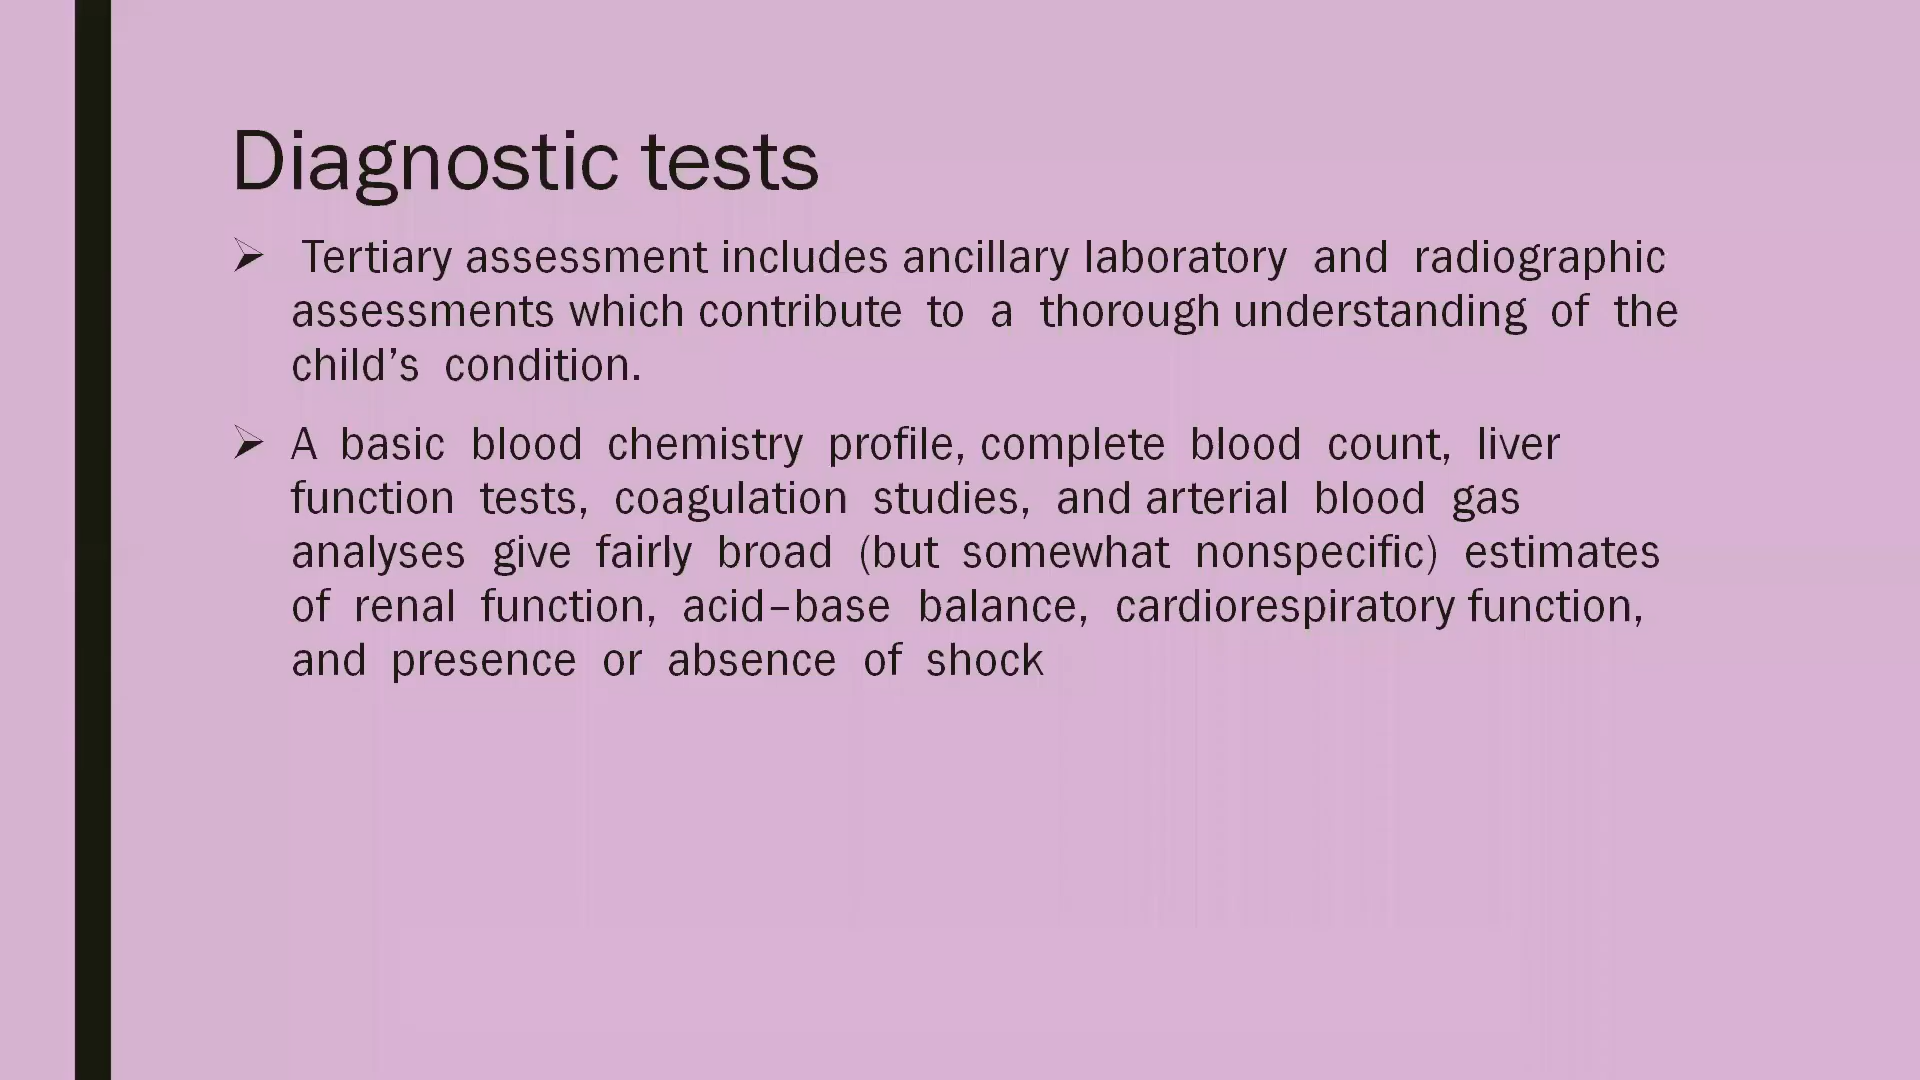 Diagnostic tests
➢ Tertiary assessment includes ancillary laboratory and radiographic
assessments which contribute to a thorough understanding of the
child’s condition.
➢ A basic blood chemistry profile, complete blood count, liver
function tests, coagulation studies, and arterial blood gas
analyses give fairly broad (but somewhat nonspecific) estimates
of renal function, acid–base balance, cardiorespiratory function,
and presence or absence of shock